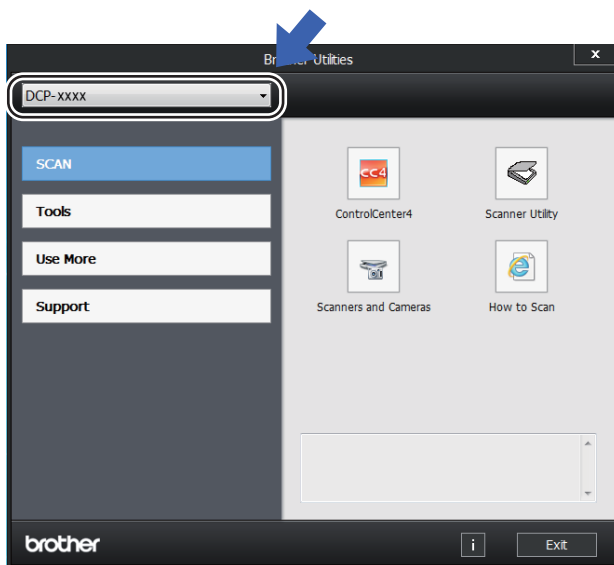 Brother Utilities
x
DCP-xxxx
SCAN
Tools
Use More
Support
CC4
ControlCenter4
Scanner Utility
Scanners and Cameras
How to Scan
brother
i
Exit